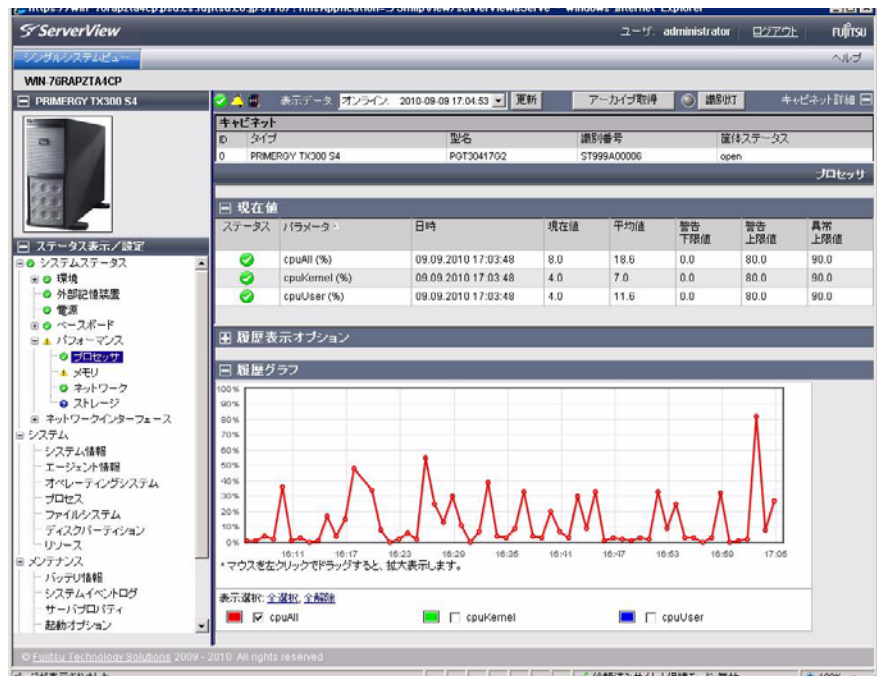 Windows Internet Explorer
ServerView
ユーザ: administrator ログアウト FUJITSU
シングルシステムビュー ヘルプ
WIN-76RAPZTA4CP
PRIMERGY TX300 S4
表示データ オンライン: 2010-09-09 17:04:53 更新 アーカイブ取得 識別灯 キャビネット詳細
キャビネット
ID タイプ 型名 識別番号 筐体ステータス
0 PRIMERGY TX300 S4 PGT30417G2 ST999A00006 open
プロセッサ
現在値
ステータス パラメータ 日時 現在値 平均値 警告下限値 警告上限値 異常上限値
cpuAll (%) 09.09.2010 17:03:48 8.0 18.6 0.0 80.0 90.0
cpuKernel (%) 09.09.2010 17:03:48 4.0 7.0 0.0 80.0 90.0
cpuUser (%) 09.09.2010 17:03:48 4.0 11.6 0.0 80.0 90.0
履歴表示オプション
履歴グラフ
100%
90%
80%
70%
60%
50%
40%
30%
20%
10%
0%
16:11 16:17 16:23 16:29 16:35 16:41 16:47 16:53 16:59 17:05
*マウスを左クリックでドラッグすると、拡大表示します。
表示選択: 全選択, 全解除
cpuAll cpuKernel cpuUser
ステータス表示/設定
システムステータス
環境
外部記憶装置
電源
ベースボード
パフォーマンス
プロセッサ
メモリ
ネットワーク
ストレージ
ネットワークインターフェース
システム
システム情報
エージェント情報
オペレーティングシステム
プロセス
ファイルシステム
ディスクパーティション
リソース
メンテナンス
バッテリ情報
システムイベントログ
サーバプロパティ
起動オプション
© Fujitsu Technology Solutions 2009 - 2010 All rights reserved